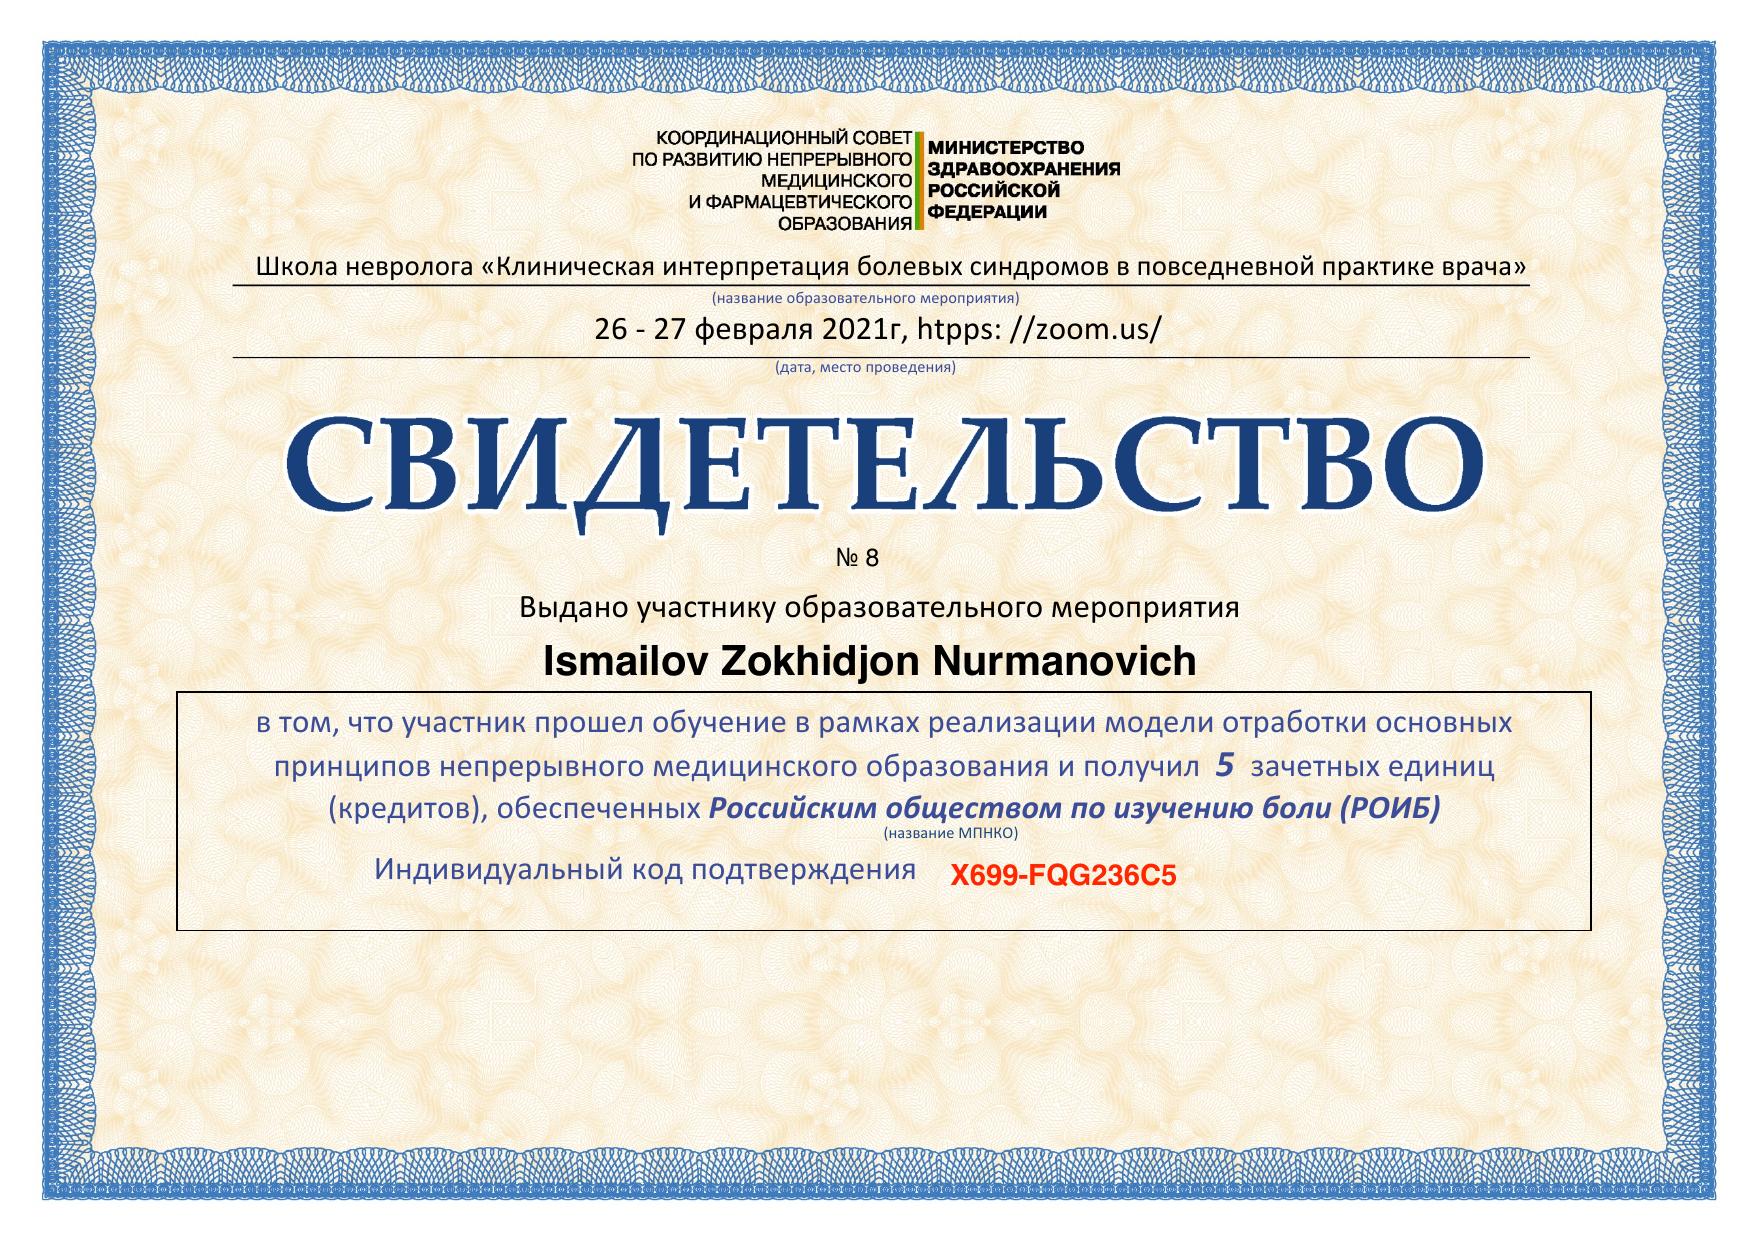 КООРДИНАЦИОННЫЙ СОВЕТ
ПО РАЗВИТИЮ НЕПРЕРЫВНОГО
МЕДИЦИНСКОГО
И ФАРМАЦЕВТИЧЕСКОГО
ОБРАЗОВАНИЯ
МИНИСТЕРСТВО
ЗДРАВООХРАНЕНИЯ
РОССИЙСКОЙ
ФЕДЕРАЦИИ
Школа невролога «Клиническая интерпретация болевых синдромов в повседневной практике врача»
(название образовательного мероприятия)
26 - 27 февраля 2021г, htpps: //zoom.us/
(дата, место проведения)
СВИДЕТЕЛЬСТВО
№ 8
Выдано участнику образовательного мероприятия
Ismailov Zokhidjon Nurmanovich
в том, что участник прошел обучение в рамках реализации модели отработки основных
принципов непрерывного медицинского образования и получил 5 зачетных единиц
(кредитов), обеспеченных Российским обществом по изучению боли (РОИБ)
(название МПНКО)
Индивидуальный код подтверждения X699-FQG236C5